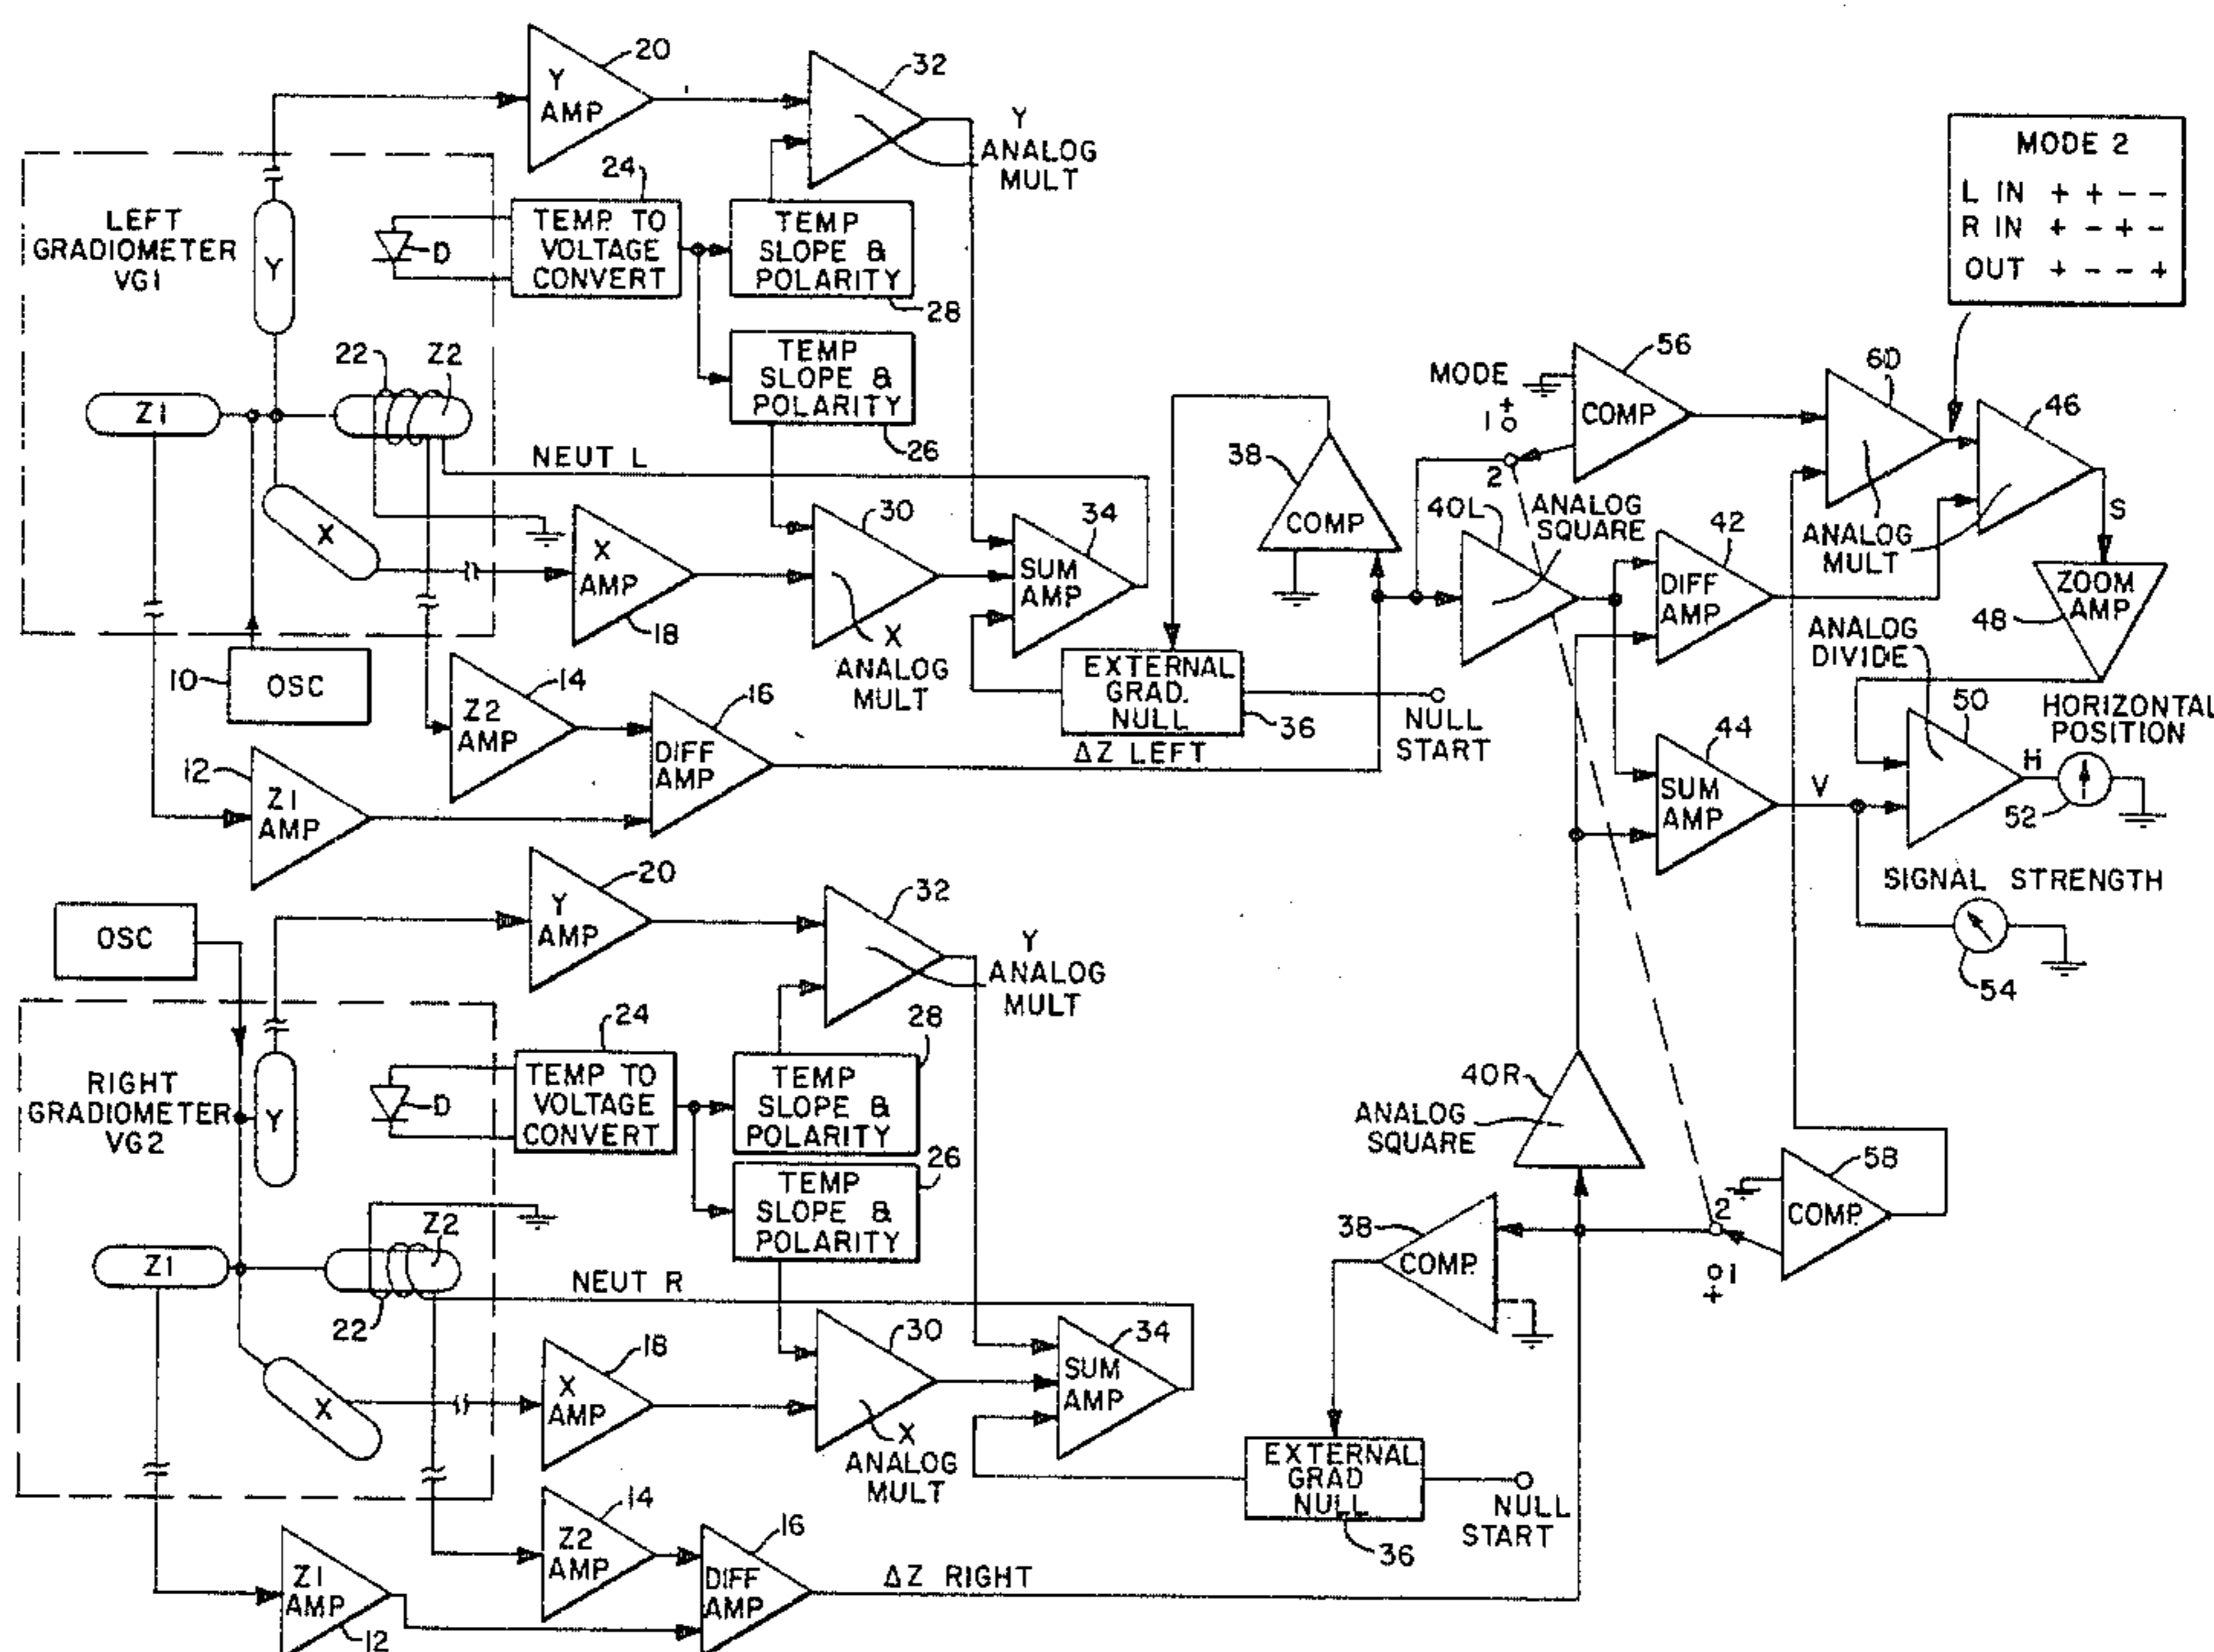 20
Y
AMP
32
Y
ANALOG
MULT
MODE 2
L IN + + - -
R IN + - + -
OUT + - - +
LEFT
GRADIOMETER
VG1
Y
D
24
TEMP. TO
VOLTAGE
CONVERT
TEMP
SLOPE &
POLARITY
28
TEMP
SLOPE &
POLARITY
26
22
Z2
Z1
X
NEUT L
X
AMP
18
30
X
ANALOG
MULT
34
SUM
AMP
38
COMP
MODE
+
1
2
56
COMP
60
ANALOG
MULT
46
S
ZOOM
AMP
48
40L
ANALOG
SQUARE
42
DIFF
AMP
ANALOG
DIVIDE
10
OSC
14
Z2
AMP
16
DIFF
AMP
12
Z1
AMP
EXTERNAL
GRAD.
NULL
36
NULL
START
ΔZ LEFT
44
SUM
AMP
V
50
H
HORIZONTAL
POSITION
52
SIGNAL STRENGTH
54
OSC
20
Y
AMP
32
Y
ANALOG
MULT
RIGHT
GRADIOMETER
VG2
Y
D
24
TEMP TO
VOLTAGE
CONVERT
28
TEMP
SLOPE &
POLARITY
26
TEMP
SLOPE &
POLARITY
Z1
Z2
22
X
NEUT R
18
X
AMP
30
X
ANALOG
MULT
34
SUM
AMP
40R
ANALOG
SQUARE
38
COMP.
2
1
+
58
COMP.
EXTERNAL
GRAD
NULL
36
NULL
START
14
Z2
AMP
16
DIFF
AMP
Z1
AMP
12
ΔZ RIGHT